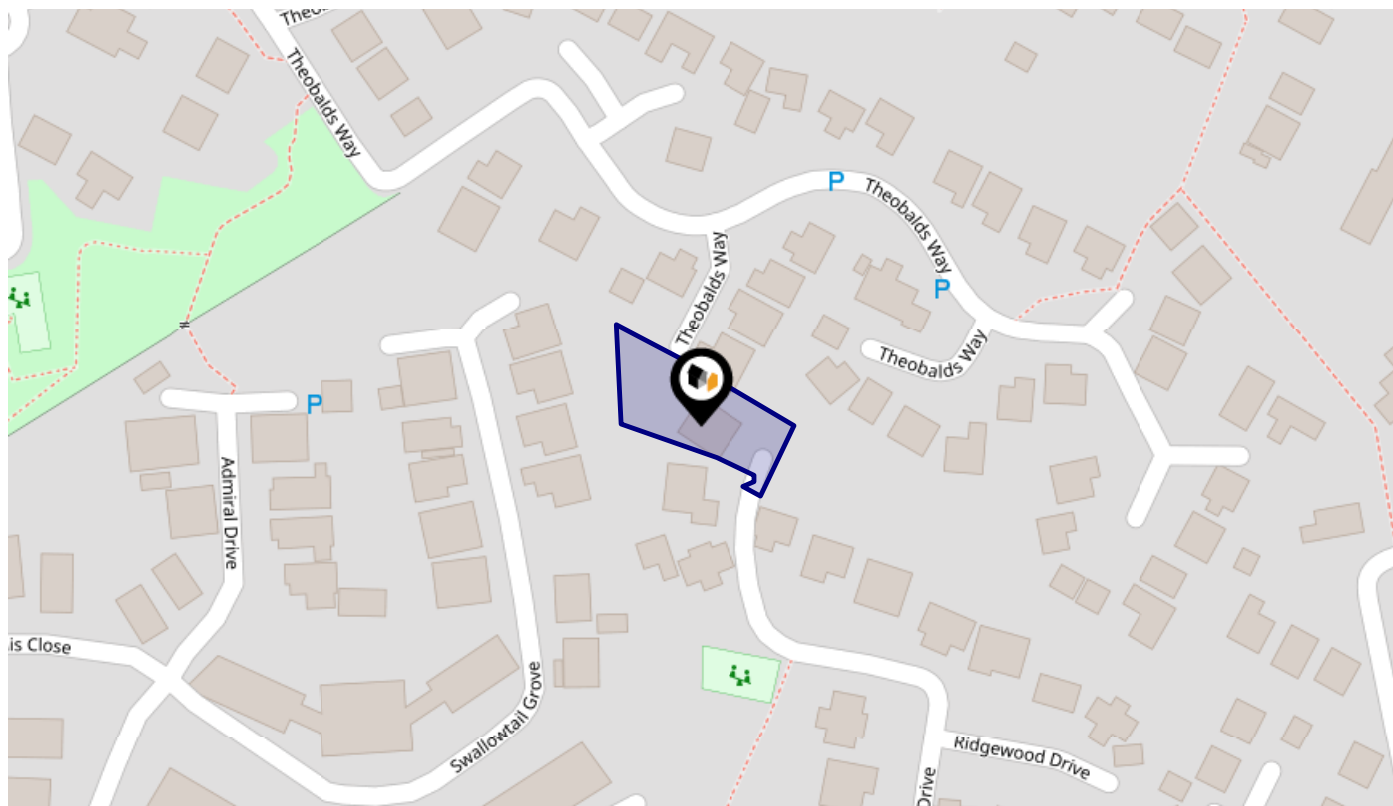 Theobalds Way
P
Theobalds Way
Theobalds Way
P
Theobalds Way
P
Admiral Drive
is Close
Swallowtail Grove
Ridgewood Drive
Drive